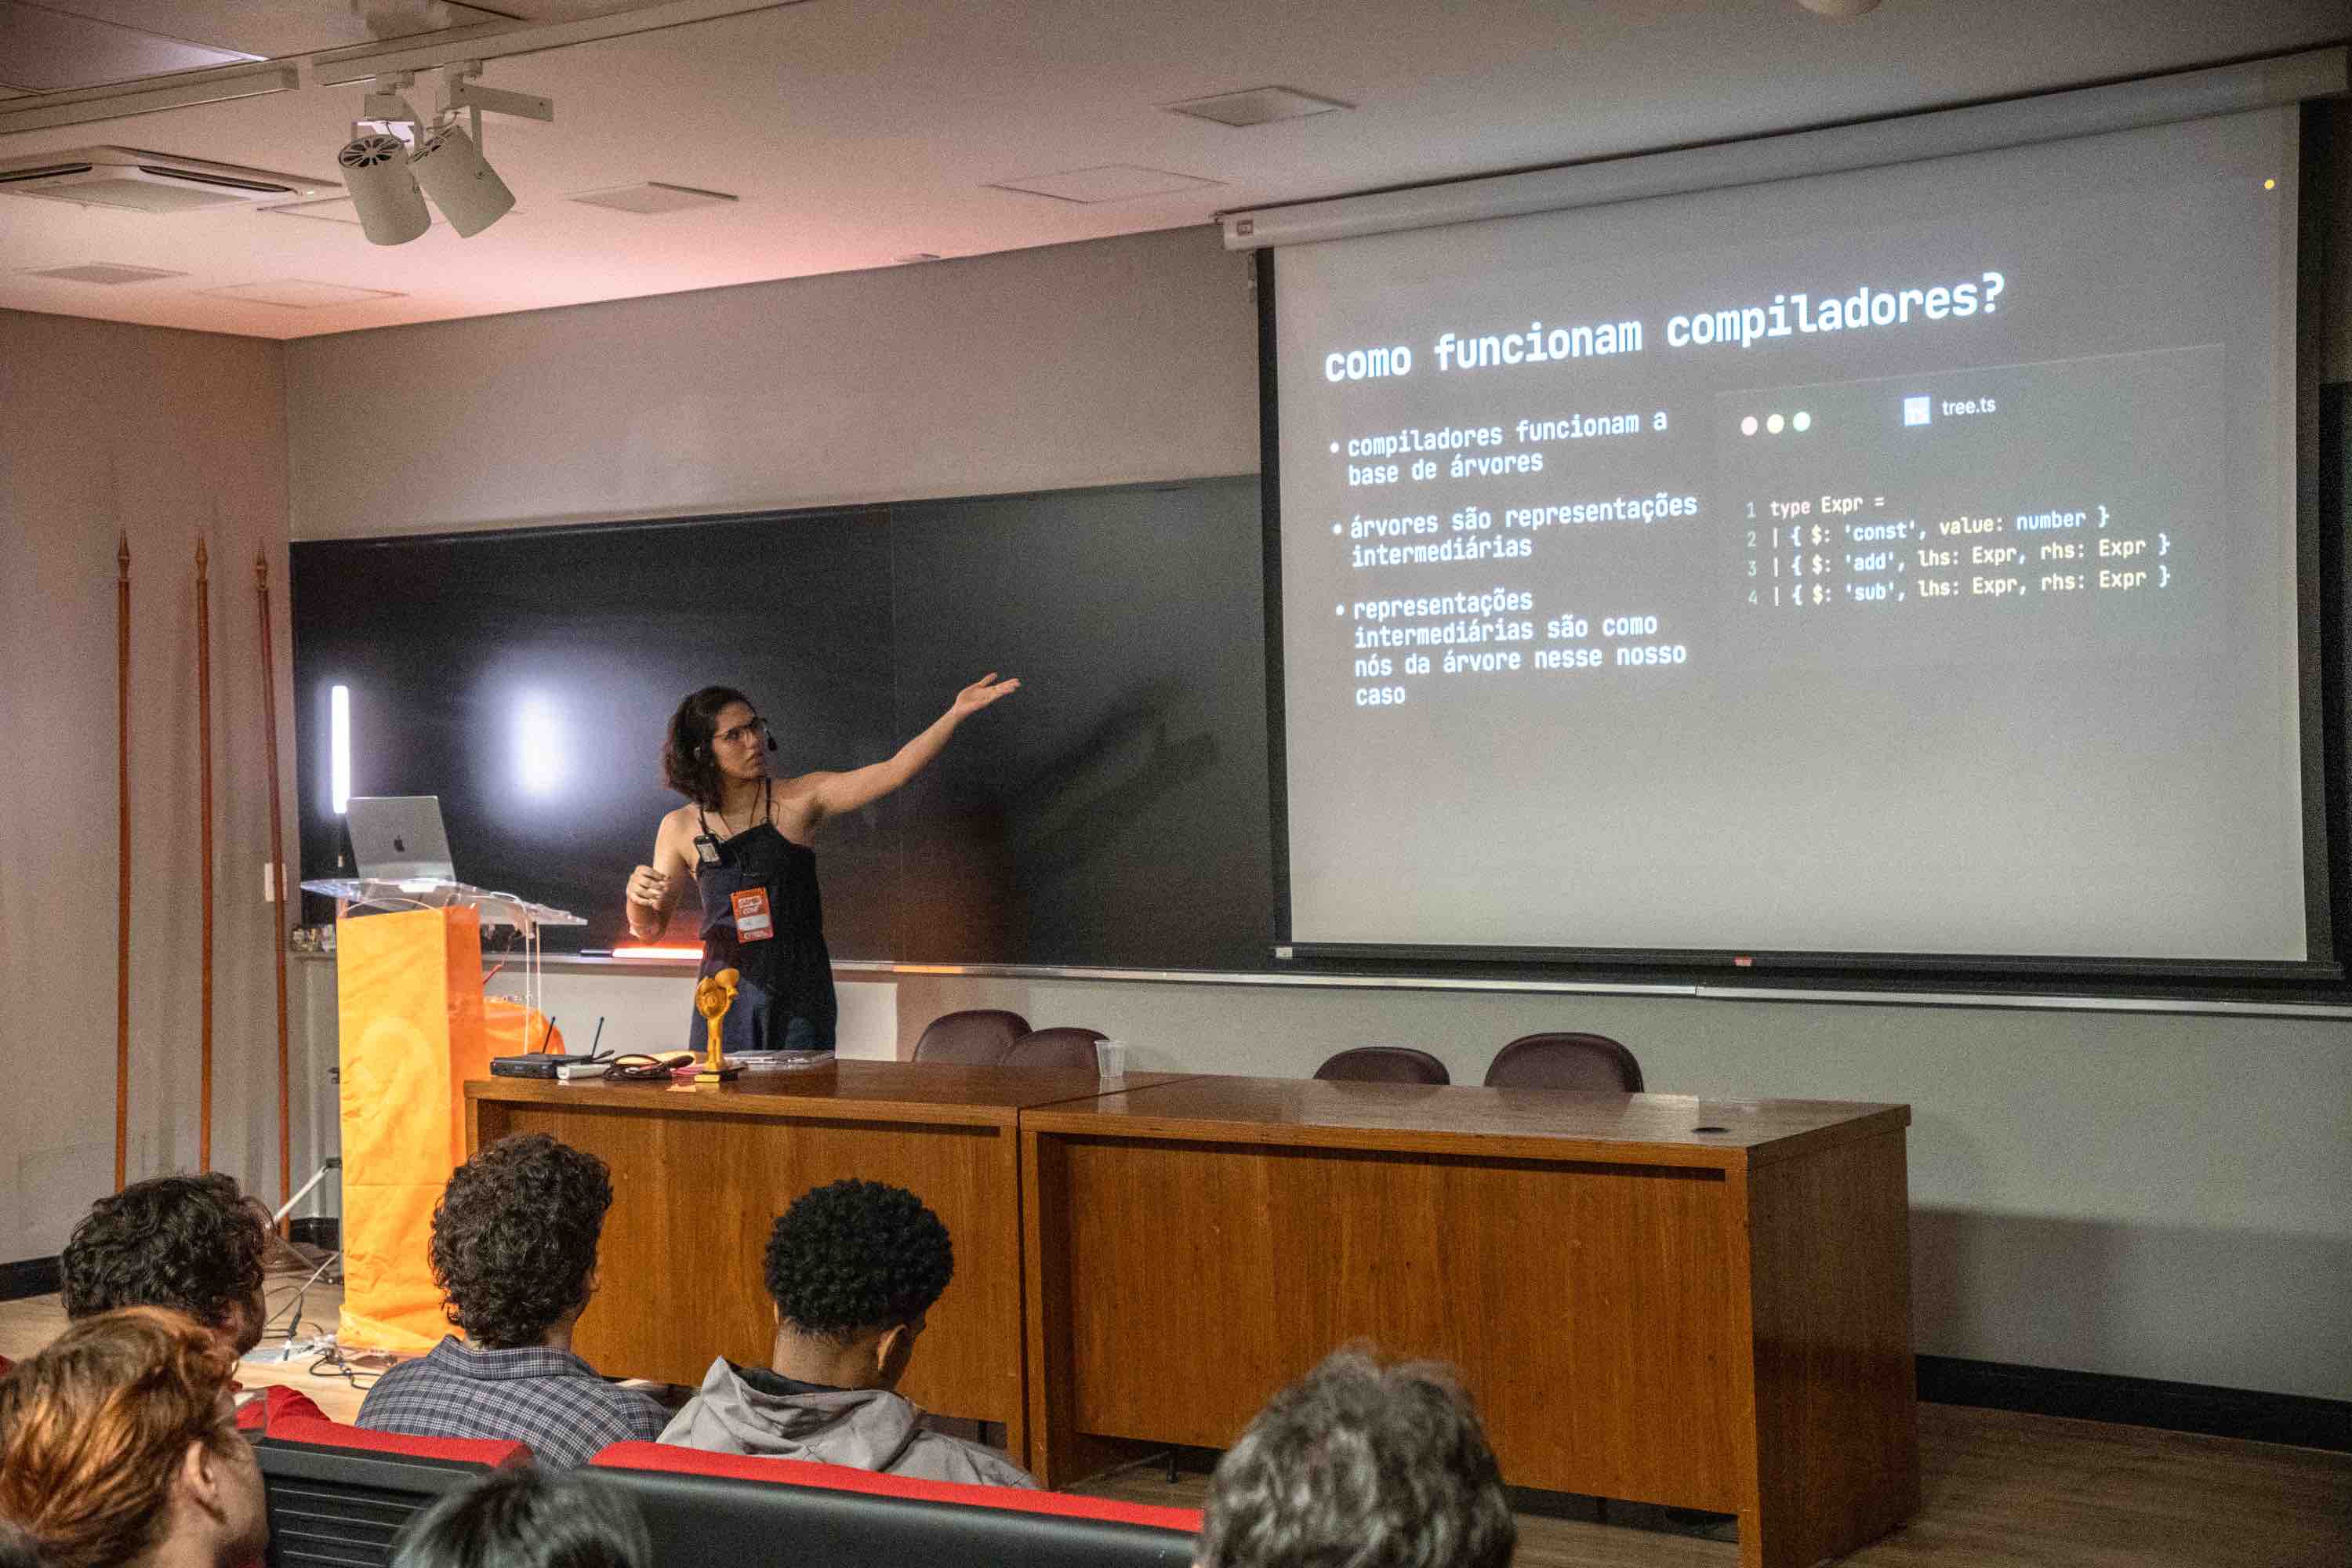 como funcionam compiladores?
• compiladores funcionam a
base de árvores
• árvores são representações
intermediárias
• representações
intermediárias são como
nós da árvore nesse nosso
caso
TS tree.ts
1 type Expr =
2 | { $: 'const', value: number }
3 | { $: 'add', lhs: Expr, rhs: Expr }
4 | { $: 'sub', lhs: Expr, rhs: Expr }